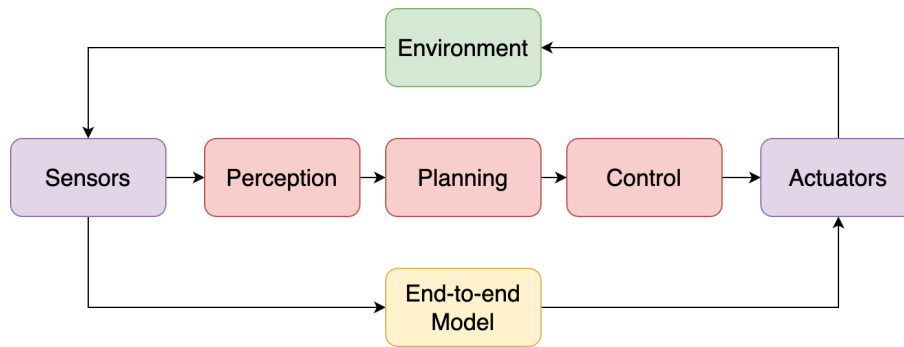 Environment
Sensors
Perception
Planning
Control
Actuators
End-to-end
Model